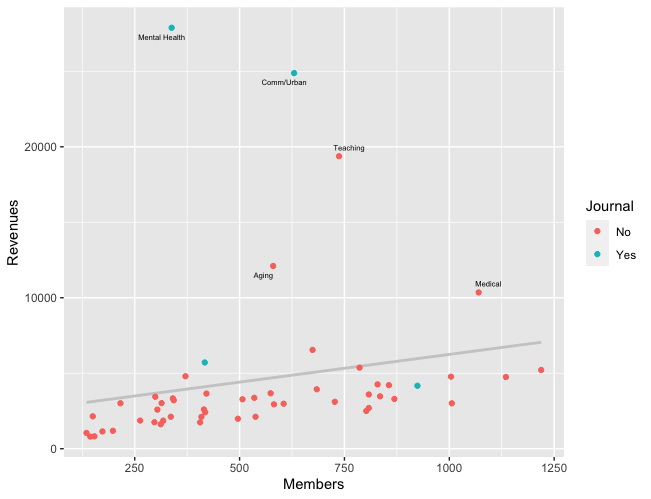 Mental Health
Comm/Urban
Teaching
Aging
Medical
20000
10000
0
Revenues
250
500
750
1000
1250
Members
Journal
No
Yes